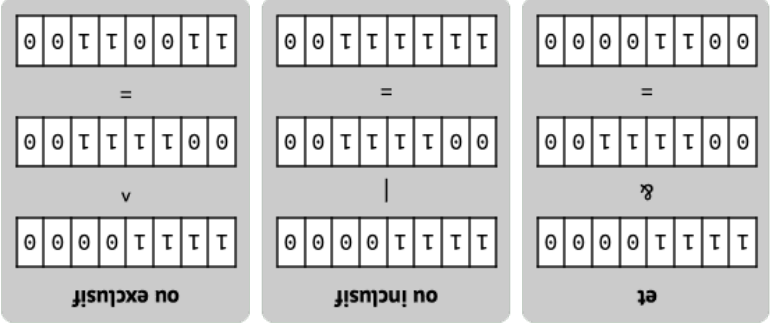 et
1 1 1 1 0 0 0 0
&
0 0 1 1 1 1 0 0
=
0 0 1 1 0 0 0 0
ou inclusif
1 1 1 1 0 0 0 0
|
0 0 1 1 1 1 0 0
=
1 1 1 1 1 1 0 0
ou exclusif
1 1 1 1 0 0 0 0
^
0 0 1 1 1 1 0 0
=
1 1 0 0 1 1 0 0